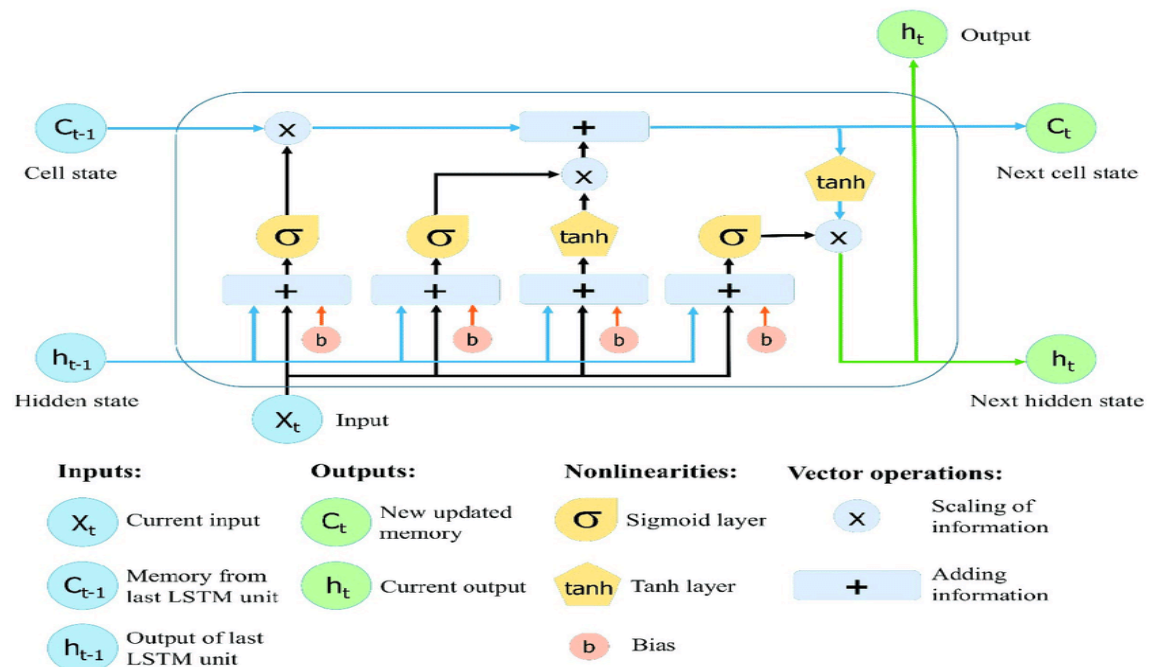 ht Output
Ct-1 x + Ct
Cell state tanh Next cell state
x
σ σ tanh σ x
+ + + +
b b b b
ht-1 ht
Hidden state Next hidden state
Xt Input
Inputs: Outputs: Nonlinearities: Vector operations:
Xt Current input
Ct-1 Memory from
last LSTM unit
ht-1 Output of last
LSTM unit
Ct New updated
memory
ht Current output
σ Sigmoid layer
tanh Tanh layer
b Bias
x Scaling of
information
+ Adding
information